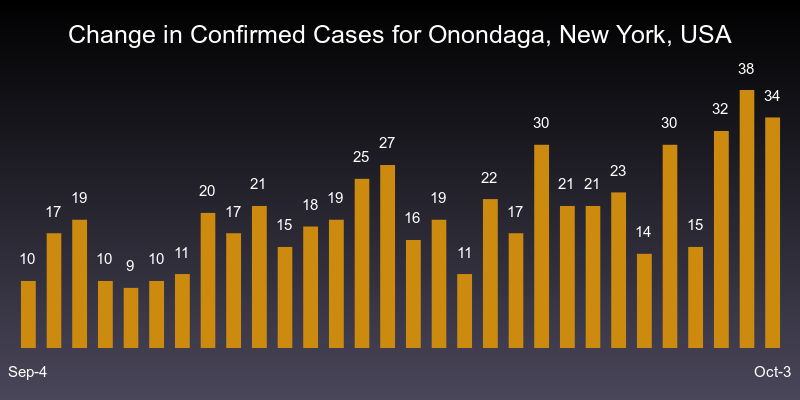 Change in Confirmed Cases for Onondaga, New York, USA
10 17 19 10 9 10 11 20 17 21 15 18 19 25 27 16 19 11 22 17 30 21 21 23 14 30 15 32 38 34
Sep-4 Oct-3